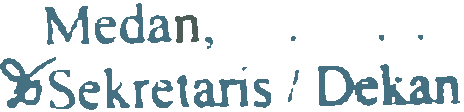 Medan, . . .
Sekretaris / Dekan